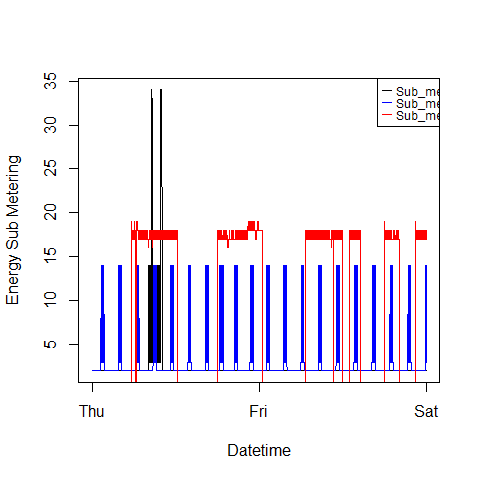 35
30
25
20
15
10
5
Energy Sub Metering
Sub_me
Sub_me
Sub_me
Thu
Fri
Sat
Datetime